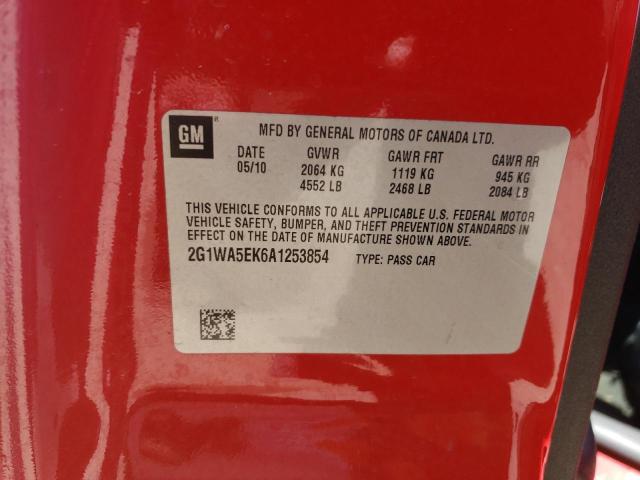 GM MFD BY GENERAL MOTORS OF CANADA LTD.
DATE GVWR GAWR FRT GAWR RR
05/10 2064 KG 1119 KG 945 KG
4552 LB 2468 LB 2084 LB
THIS VEHICLE CONFORMS TO ALL APPLICABLE U.S. FEDERAL MOTOR
VEHICLE SAFETY, BUMPER, AND THEFT PREVENTION STANDARDS IN
EFFECT ON THE DATE OF MANUFACTURE SHOWN ABOVE.
2G1WA5EK6A1253854 TYPE: PASS CAR